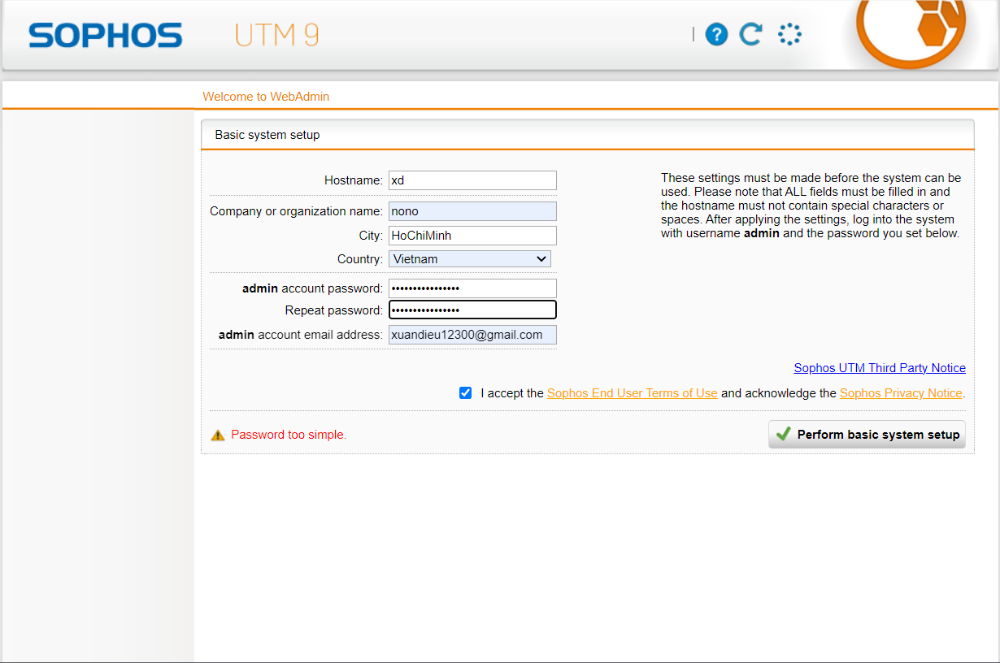 SOPHOS UTM 9
Welcome to WebAdmin
Basic system setup
Hostname: xd
Company or organization name: nono
City: HoChiMinh
Country: Vietnam
admin account password: ••••••••••••••••
Repeat password: ••••••••••••••••
admin account email address: xuandieu12300@gmail.com
These settings must be made before the system can be
used. Please note that ALL fields must be filled in and
the hostname must not contain special characters or
spaces. After applying the settings, log into the system
with username admin and the password you set below.
Sophos UTM Third Party Notice
I accept the Sophos End User Terms of Use and acknowledge the Sophos Privacy Notice.
Password too simple.
Perform basic system setup